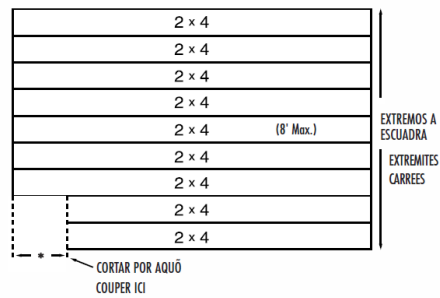 2 x 4
2 x 4
2 x 4
2 x 4
2 x 4 (8' Max.)
2 x 4
2 x 4
2 x 4
2 x 4
EXTREMOS A
ESCUADRA
EXTREMITES
CARREES
*
CORTAR POR AQUÔ
COUPER ICI